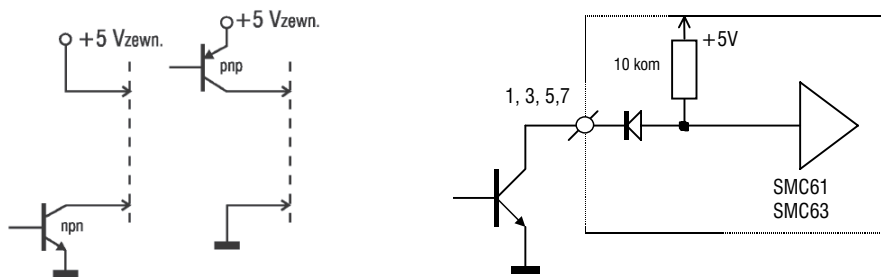 +5 Vzewn.
+5 Vzewn.
pnp
npn
+5V
10 kom
1, 3, 5,7
SMC61
SMC63